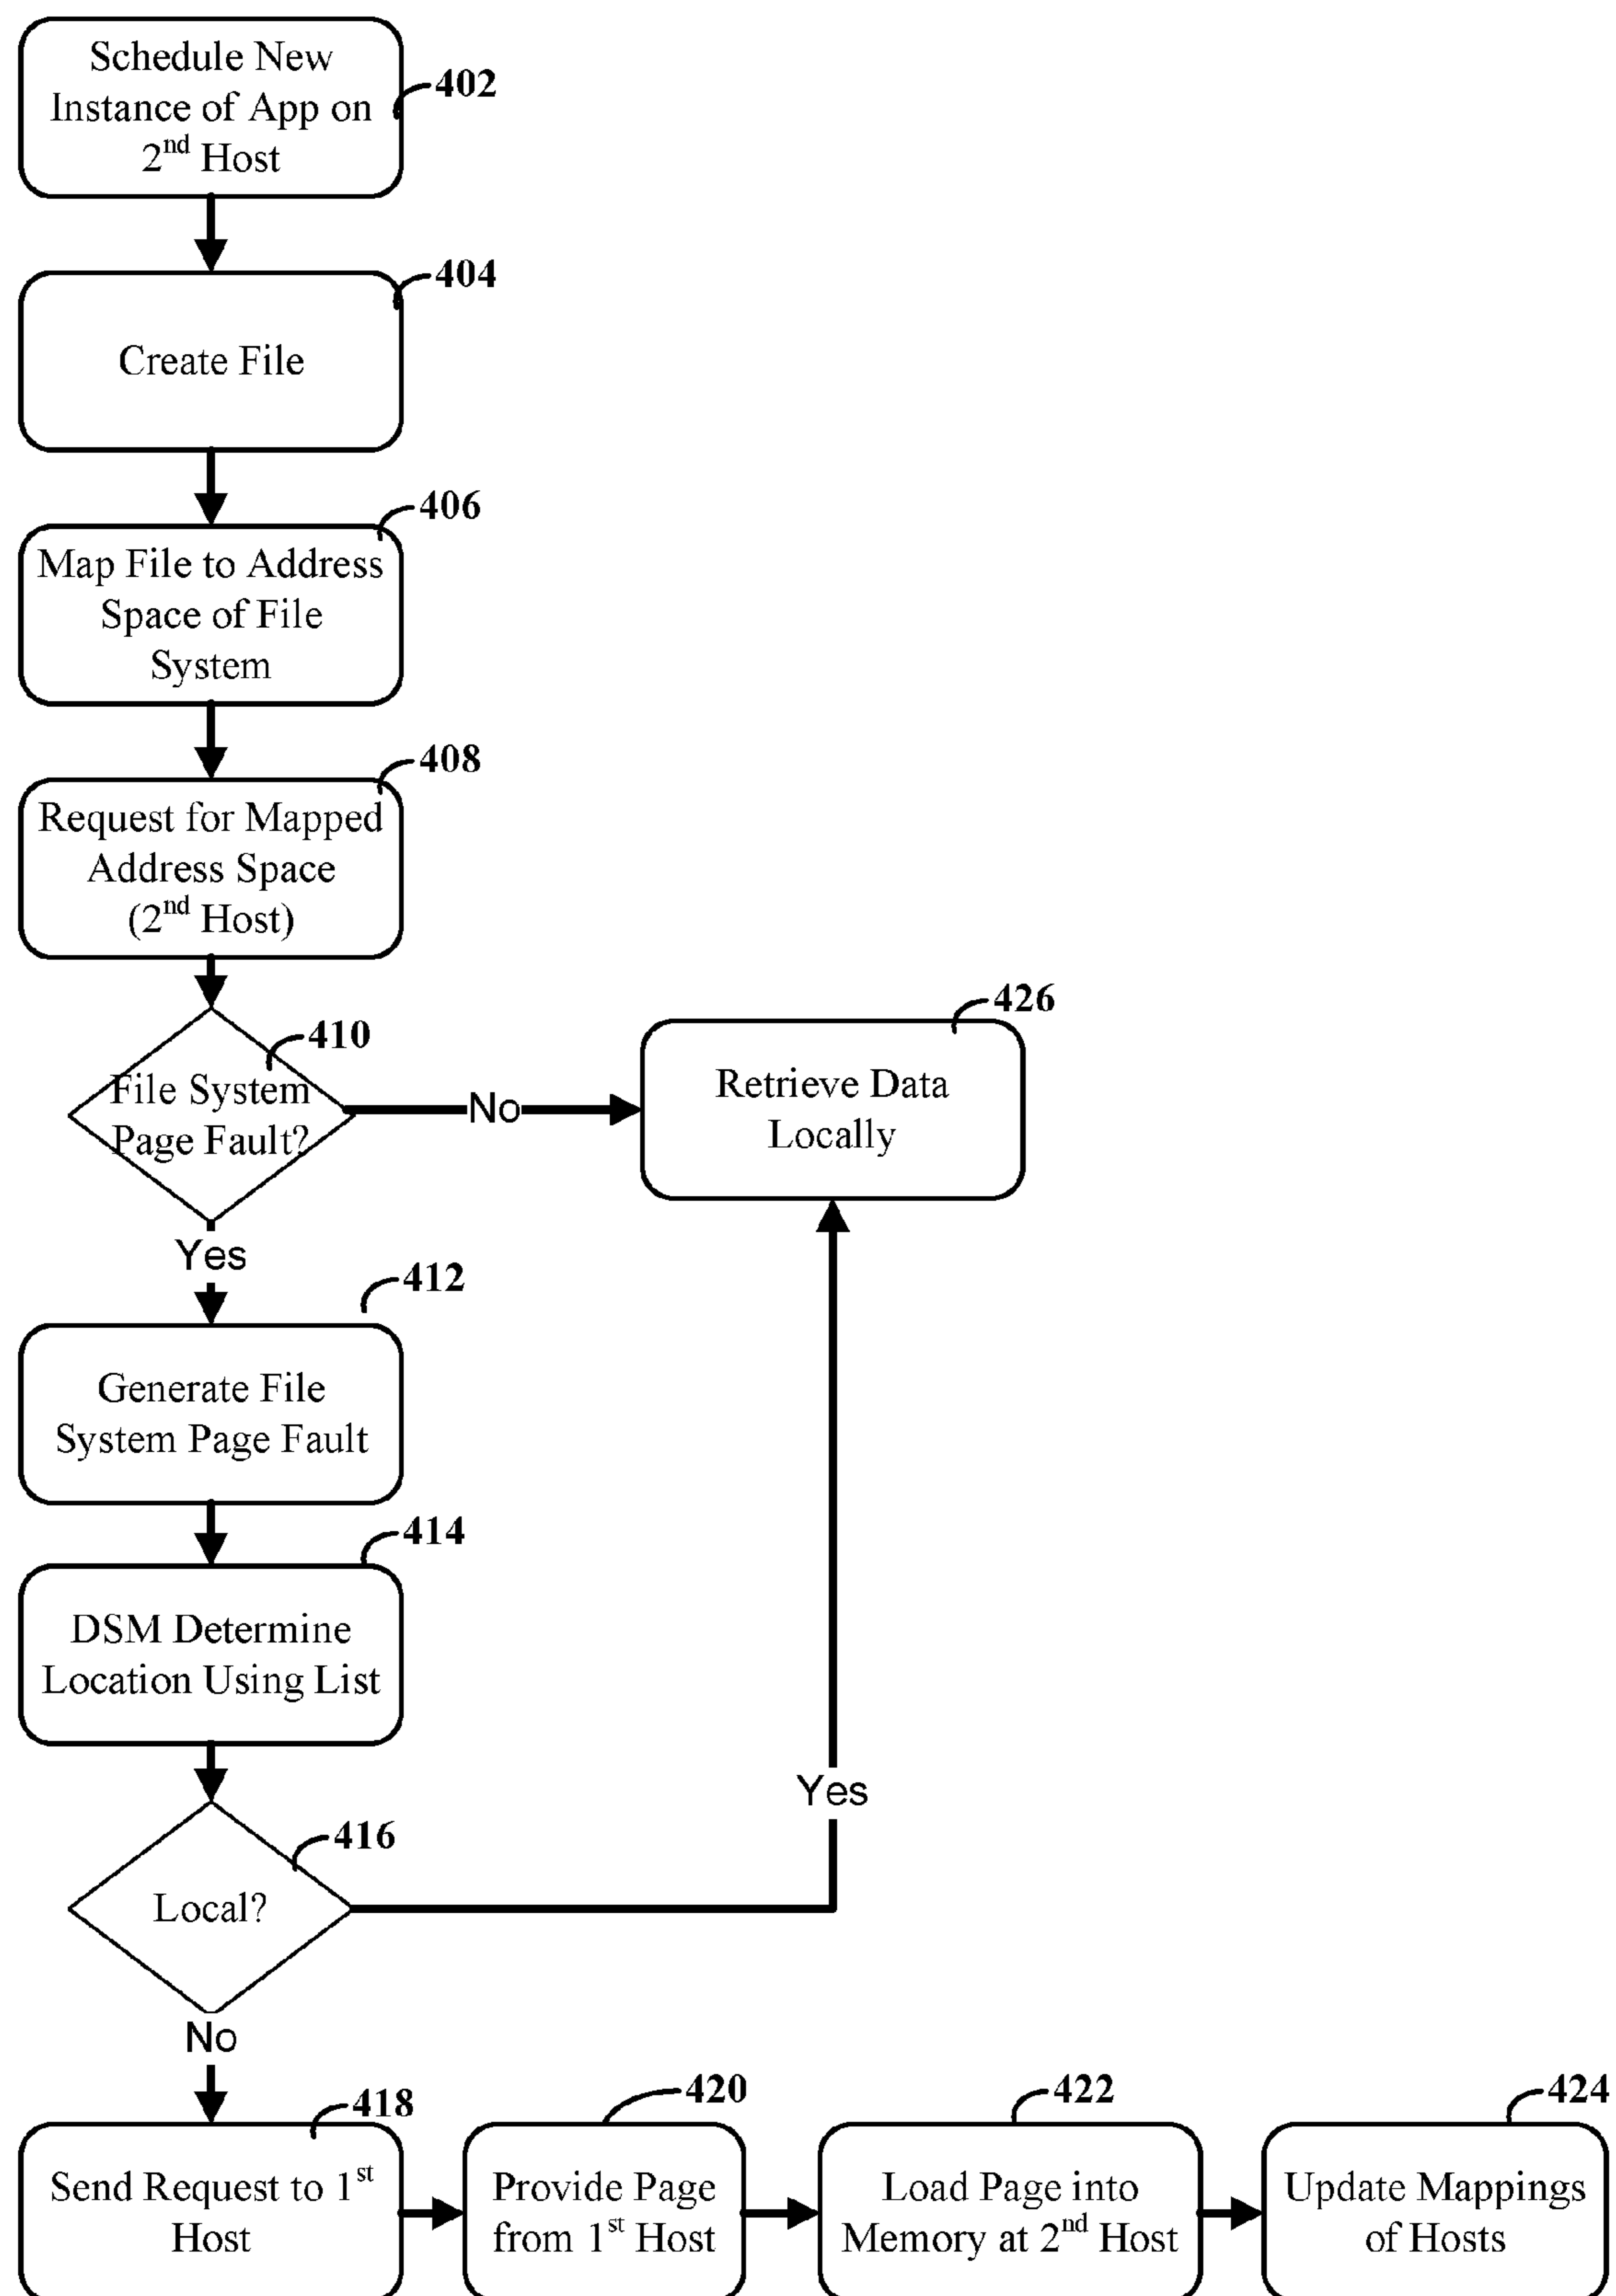 Schedule New
Instance of App on
2nd Host
402
Create File
404
Map File to Address
Space of File
System
406
Request for Mapped
Address Space
(2nd Host)
408
File System
Page Fault?
410
No
Retrieve Data
Locally
426
Yes
Generate File
System Page Fault
412
DSM Determine
Location Using List
414
Local?
416
Yes
No
Send Request to 1st
Host
418
Provide Page
from 1st Host
420
Load Page into
Memory at 2nd Host
422
Update Mappings
of Hosts
424